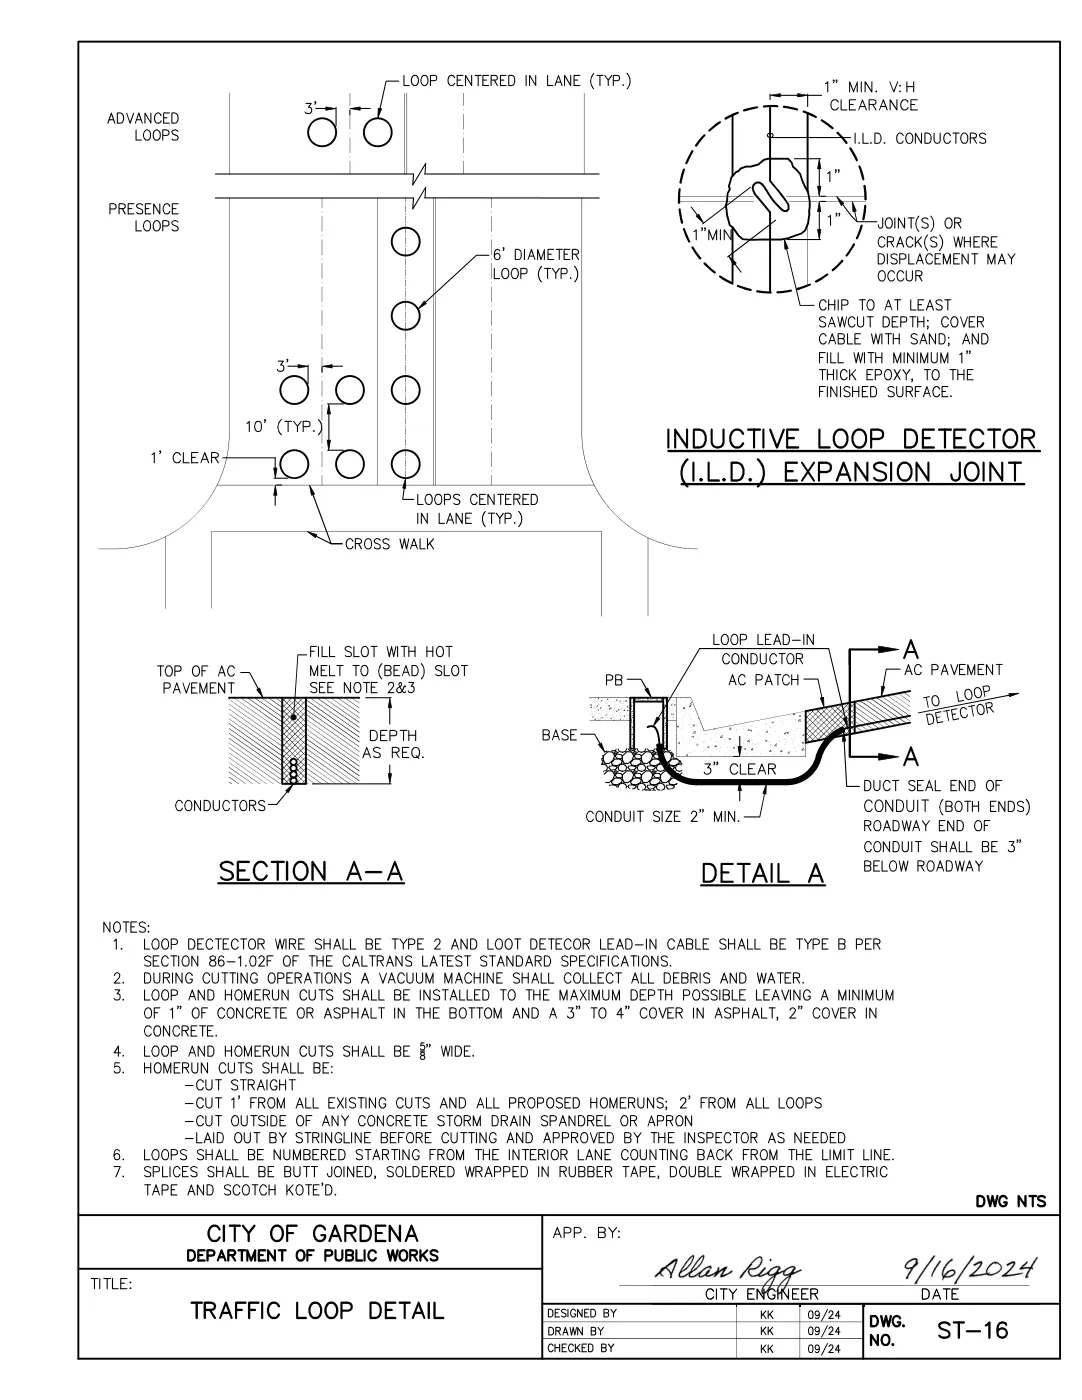 LOOP CENTERED IN LANE (TYP.)
3'
ADVANCED
LOOPS
PRESENCE
LOOPS
6' DIAMETER
LOOP (TYP.)
3'
10' (TYP.)
1' CLEAR
LOOPS CENTERED
IN LANE (TYP.)
CROSS WALK
1" MIN. V:H
CLEARANCE
I.L.D. CONDUCTORS
1"
1"
1"MIN
JOINT(S) OR
CRACK(S) WHERE
DISPLACEMENT MAY
OCCUR
CHIP TO AT LEAST
SAWCUT DEPTH; COVER
CABLE WITH SAND; AND
FILL WITH MINIMUM 1"
THICK EPOXY, TO THE
FINISHED SURFACE.
INDUCTIVE LOOP DETECTOR
(I.L.D.) EXPANSION JOINT
FILL SLOT WITH HOT
MELT TO (BEAD) SLOT
SEE NOTE 2&3
TOP OF AC
PAVEMENT
DEPTH
AS REQ.
CONDUCTORS
SECTION A-A
LOOP LEAD-IN
CONDUCTOR
PB
AC PATCH
A
AC PAVEMENT
TO LOOP
DETECTOR
BASE
A
3" CLEAR
CONDUIT SIZE 2" MIN.
DUCT SEAL END OF
CONDUIT (BOTH ENDS)
ROADWAY END OF
CONDUIT SHALL BE 3"
BELOW ROADWAY
DETAIL A
NOTES:
1. LOOP DECTECTOR WIRE SHALL BE TYPE 2 AND LOOT DETECOR LEAD-IN CABLE SHALL BE TYPE B PER
SECTION 86-1.02F OF THE CALTRANS LATEST STANDARD SPECIFICATIONS.
2. DURING CUTTING OPERATIONS A VACUUM MACHINE SHALL COLLECT ALL DEBRIS AND WATER.
3. LOOP AND HOMERUN CUTS SHALL BE INSTALLED TO THE MAXIMUM DEPTH POSSIBLE LEAVING A MINIMUM
OF 1" OF CONCRETE OR ASPHALT IN THE BOTTOM AND A 3" TO 4" COVER IN ASPHALT, 2" COVER IN
CONCRETE.
4. LOOP AND HOMERUN CUTS SHALL BE 5/8" WIDE.
5. HOMERUN CUTS SHALL BE:
-CUT STRAIGHT
-CUT 1' FROM ALL EXISTING CUTS AND ALL PROPOSED HOMERUNS; 2' FROM ALL LOOPS
-CUT OUTSIDE OF ANY CONCRETE STORM DRAIN SPANDREL OR APRON
-LAID OUT BY STRINGLINE BEFORE CUTTING AND APPROVED BY THE INSPECTOR AS NEEDED
6. LOOPS SHALL BE NUMBERED STARTING FROM THE INTERIOR LANE COUNTING BACK FROM THE LIMIT LINE.
7. SPLICES SHALL BE BUTT JOINED, SOLDERED WRAPPED IN RUBBER TAPE, DOUBLE WRAPPED IN ELECTRIC
TAPE AND SCOTCH KOTE'D.
DWG NTS
CITY OF GARDENA
DEPARTMENT OF PUBLIC WORKS
TITLE:
TRAFFIC LOOP DETAIL
APP. BY:
Allan Rigg 9/16/2024
CITY ENGINEER DATE
DESIGNED BY KK 09/24
DRAWN BY KK 09/24
CHECKED BY KK 09/24
DWG.
NO.
ST-16